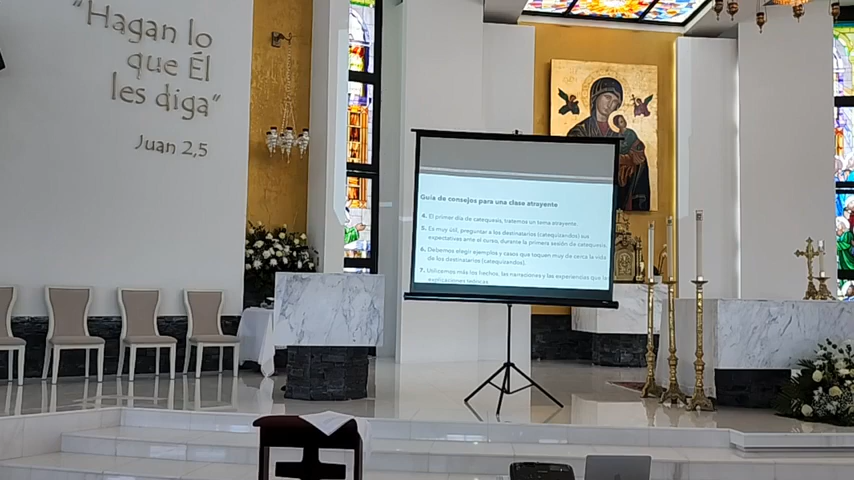 “Hagan lo
que Él
les diga”
Juan 2,5
Guía de consejos para una clase atrayente
4. El primer día de catequesis, tratemos un tema atrayente.
5. Es muy útil, preguntar a los destinatarios (catequizandos) sus
expectativas ante el curso, durante la primera sesión de catequesis.
6. Debemos elegir ejemplos y casos que toquen muy de cerca la vida
de los destinatarios (catequizandos).
7. Utilicemos más los hechos, las narraciones y las experiencias que la
explicaciones teóricas